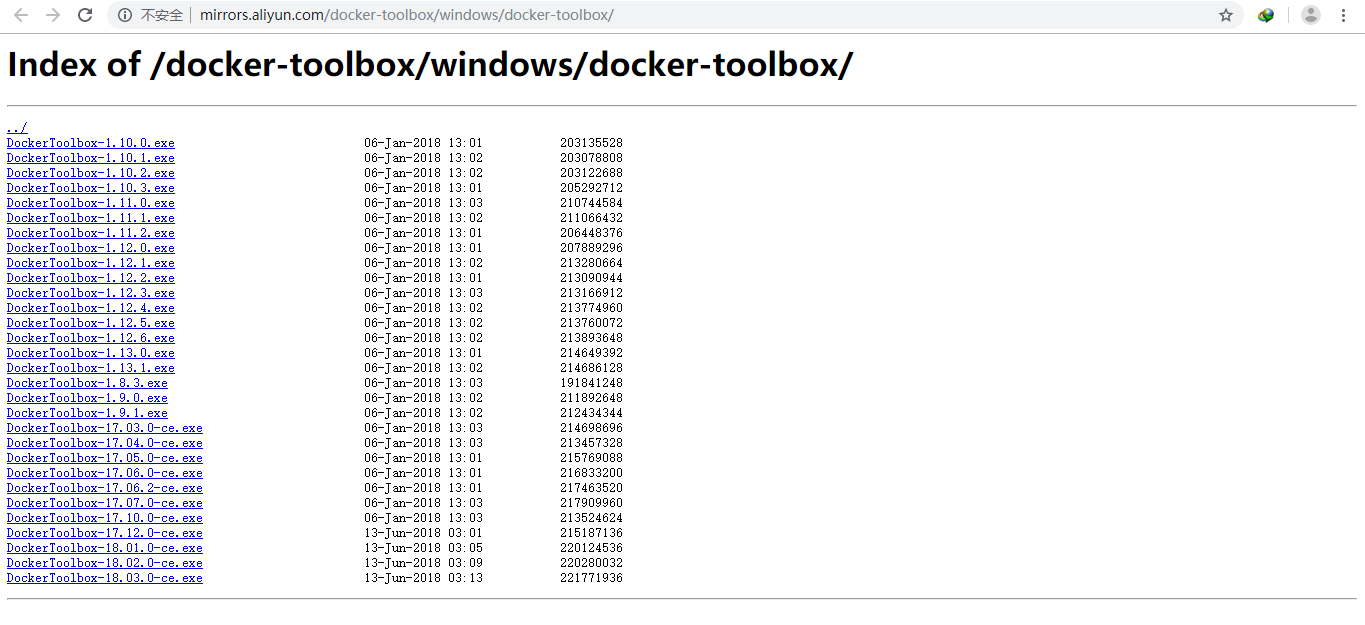 不安全 | mirrors.aliyun.com/docker-toolbox/windows/docker-toolbox/
Index of /docker-toolbox/windows/docker-toolbox/
../
DockerToolbox-1.10.0.exe 06-Jan-2018 13:01 203135528
DockerToolbox-1.10.1.exe 06-Jan-2018 13:02 203078808
DockerToolbox-1.10.2.exe 06-Jan-2018 13:02 203122688
DockerToolbox-1.10.3.exe 06-Jan-2018 13:01 205292712
DockerToolbox-1.11.0.exe 06-Jan-2018 13:03 210744584
DockerToolbox-1.11.1.exe 06-Jan-2018 13:02 211066432
DockerToolbox-1.11.2.exe 06-Jan-2018 13:01 206448376
DockerToolbox-1.12.0.exe 06-Jan-2018 13:01 207889296
DockerToolbox-1.12.1.exe 06-Jan-2018 13:02 213280664
DockerToolbox-1.12.2.exe 06-Jan-2018 13:01 213090944
DockerToolbox-1.12.3.exe 06-Jan-2018 13:03 213166912
DockerToolbox-1.12.4.exe 06-Jan-2018 13:02 213774960
DockerToolbox-1.12.5.exe 06-Jan-2018 13:02 213760072
DockerToolbox-1.12.6.exe 06-Jan-2018 13:02 213893648
DockerToolbox-1.13.0.exe 06-Jan-2018 13:01 214649392
DockerToolbox-1.13.1.exe 06-Jan-2018 13:02 214686128
DockerToolbox-1.8.3.exe 06-Jan-2018 13:03 191841248
DockerToolbox-1.9.0.exe 06-Jan-2018 13:02 211892648
DockerToolbox-1.9.1.exe 06-Jan-2018 13:02 212434344
DockerToolbox-17.03.0-ce.exe 06-Jan-2018 13:03 214698696
DockerToolbox-17.04.0-ce.exe 06-Jan-2018 13:03 213457328
DockerToolbox-17.05.0-ce.exe 06-Jan-2018 13:01 215769088
DockerToolbox-17.06.0-ce.exe 06-Jan-2018 13:01 216833200
DockerToolbox-17.06.2-ce.exe 06-Jan-2018 13:01 217463520
DockerToolbox-17.07.0-ce.exe 06-Jan-2018 13:03 217909960
DockerToolbox-17.10.0-ce.exe 06-Jan-2018 13:03 213524624
DockerToolbox-17.12.0-ce.exe 13-Jun-2018 03:01 215187136
DockerToolbox-18.01.0-ce.exe 13-Jun-2018 03:05 220124536
DockerToolbox-18.02.0-ce.exe 13-Jun-2018 03:09 220280032
DockerToolbox-18.03.0-ce.exe 13-Jun-2018 03:13 221771936